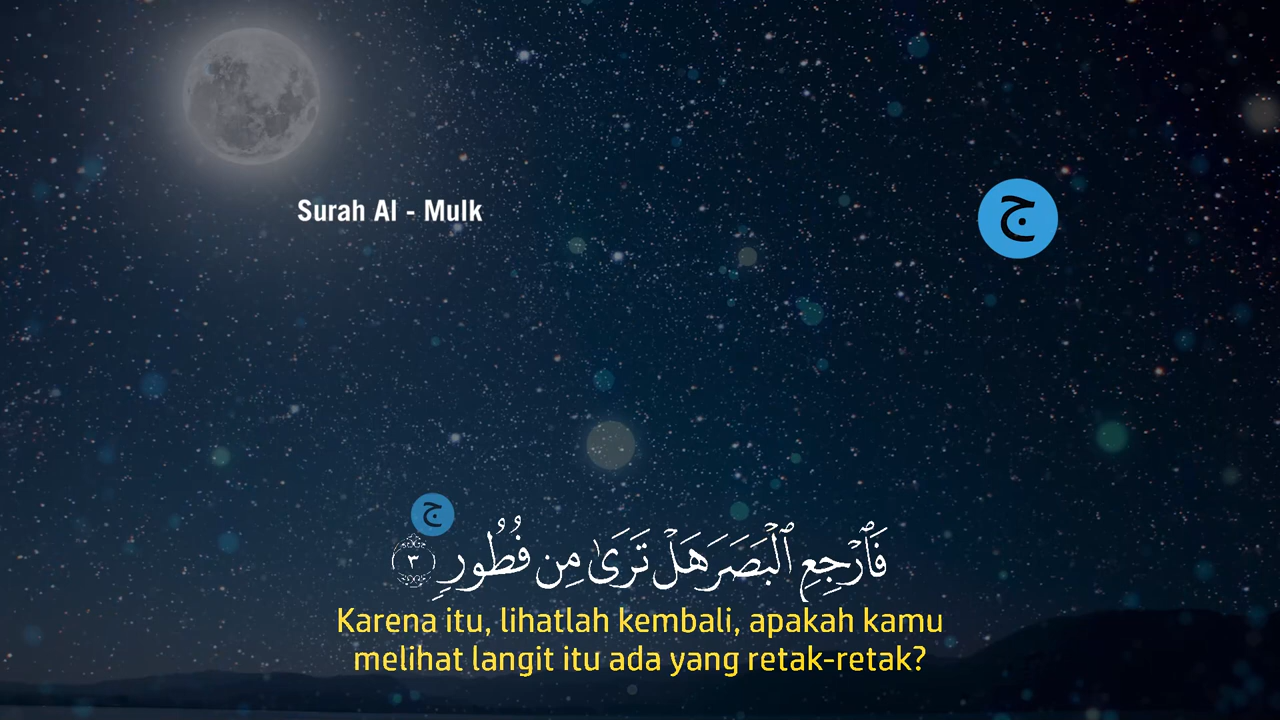 Surah Al - Mulk
ج
ج
فَٱرْجِعِ ٱلْبَصَرَ هَلْ تَرَىٰ مِن فُطُورٍ ٣
Karena itu, lihatlah kembali, apakah kamu
melihat langit itu ada yang retak-retak?